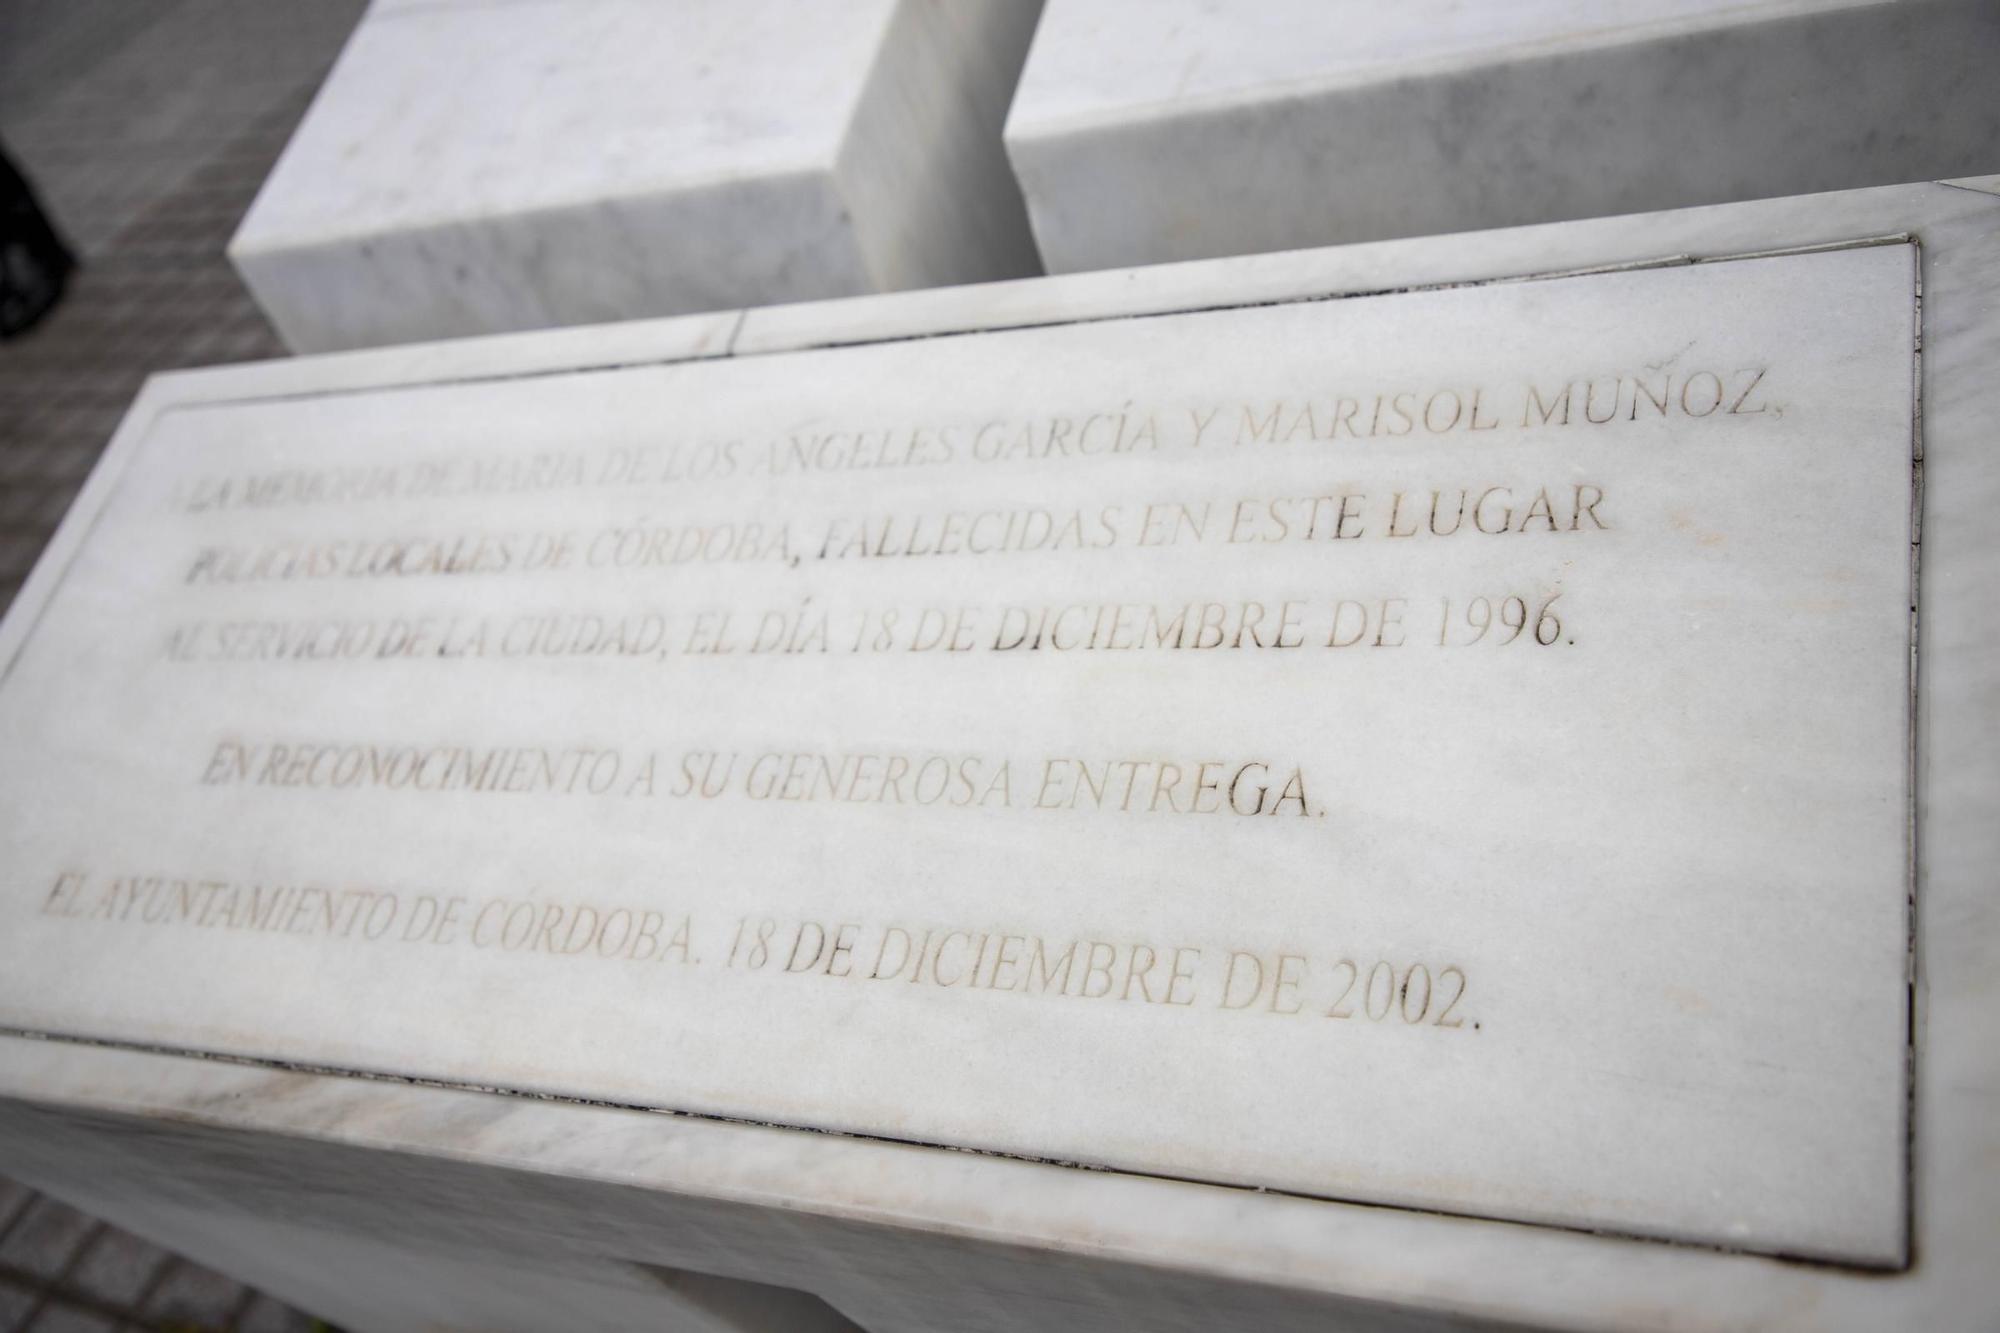 A LA MEMORIA DE MARIA DE LOS ÁNGELES GARCÍA Y MARISOL MUÑOZ,
POLICIAS LOCALES DE CÓRDOBA, FALLECIDAS EN ESTE LUGAR
AL SERVICIO DE LA CIUDAD, EL DÍA 18 DE DICIEMBRE DE 1996.
EN RECONOCIMIENTO A SU GENEROSA ENTREGA.
EL AYUNTAMIENTO DE CÓRDOBA. 18 DE DICIEMBRE DE 2002.